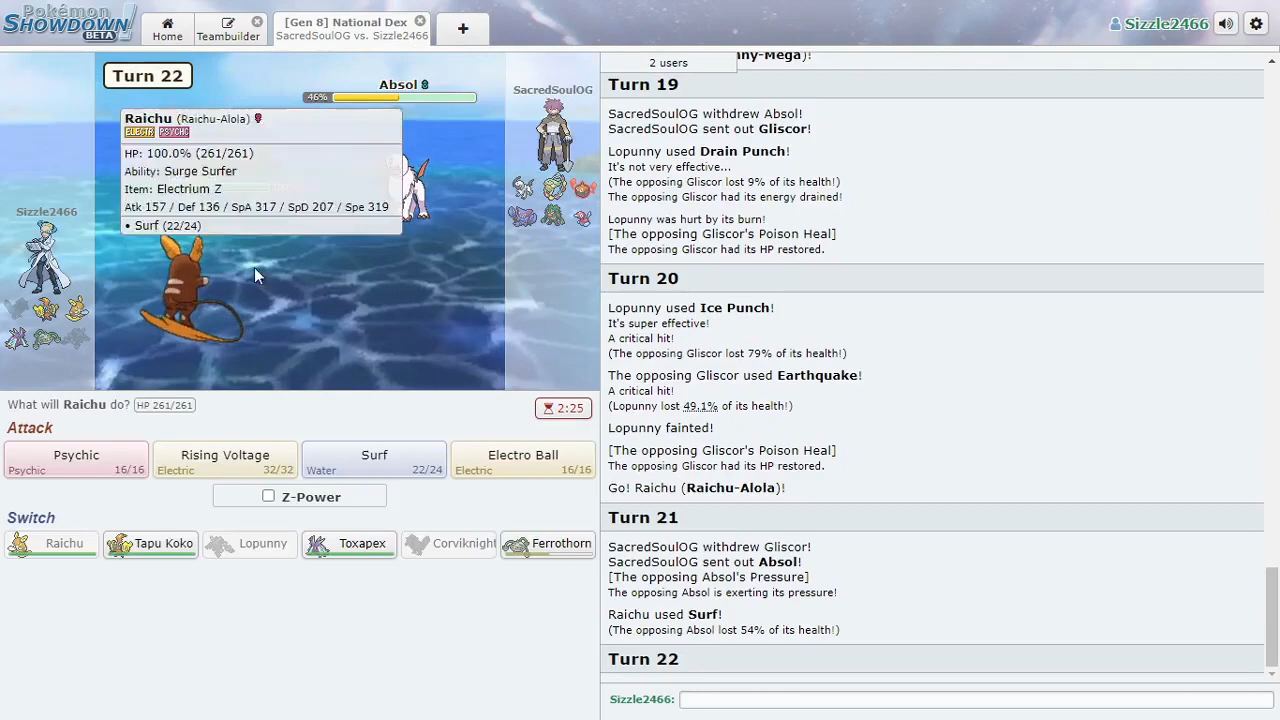 Pokémon
SHOWDOWN!
BETA
Home
Teambuilder
[Gen 8] National Dex
SacredSoulOG vs. Sizzle2466
+
Sizzle2466
Turn 22
Absol
46%
Raichu (Raichu-Alola)
ELECTR PSYCHC
HP: 100.0% (261/261)
Ability: Surge Surfer
Item: Electrium Z
Atk 157 / Def 136 / SpA 317 / SpD 207 / Spe 319
• Surf (22/24)
SacredSoulOG
Sizzle2466
What will Raichu do? HP 261/261
2:25
Attack
Psychic
Psychic 16/16
Rising Voltage
Electric 32/32
Surf
Water 22/24
Electro Ball
Electric 16/16
Z-Power
Switch
Raichu
Tapu Koko
Lopunny
Toxapex
Corviknight
Ferrothorn
2 users
nny-Mega)!
Turn 19
SacredSoulOG withdrew Absol!
SacredSoulOG sent out Gliscor!
Lopunny used Drain Punch!
It's not very effective...
(The opposing Gliscor lost 9% of its health!)
The opposing Gliscor had its energy drained!
Lopunny was hurt by its burn!
[The opposing Gliscor's Poison Heal]
The opposing Gliscor had its HP restored.
Turn 20
Lopunny used Ice Punch!
It's super effective!
A critical hit!
(The opposing Gliscor lost 79% of its health!)
The opposing Gliscor used Earthquake!
A critical hit!
(Lopunny lost 49.1% of its health!)
Lopunny fainted!
[The opposing Gliscor's Poison Heal]
The opposing Gliscor had its HP restored.
Go! Raichu (Raichu-Alola)!
Turn 21
SacredSoulOG withdrew Gliscor!
SacredSoulOG sent out Absol!
[The opposing Absol's Pressure]
The opposing Absol is exerting its pressure!
Raichu used Surf!
(The opposing Absol lost 54% of its health!)
Turn 22
Sizzle2466: